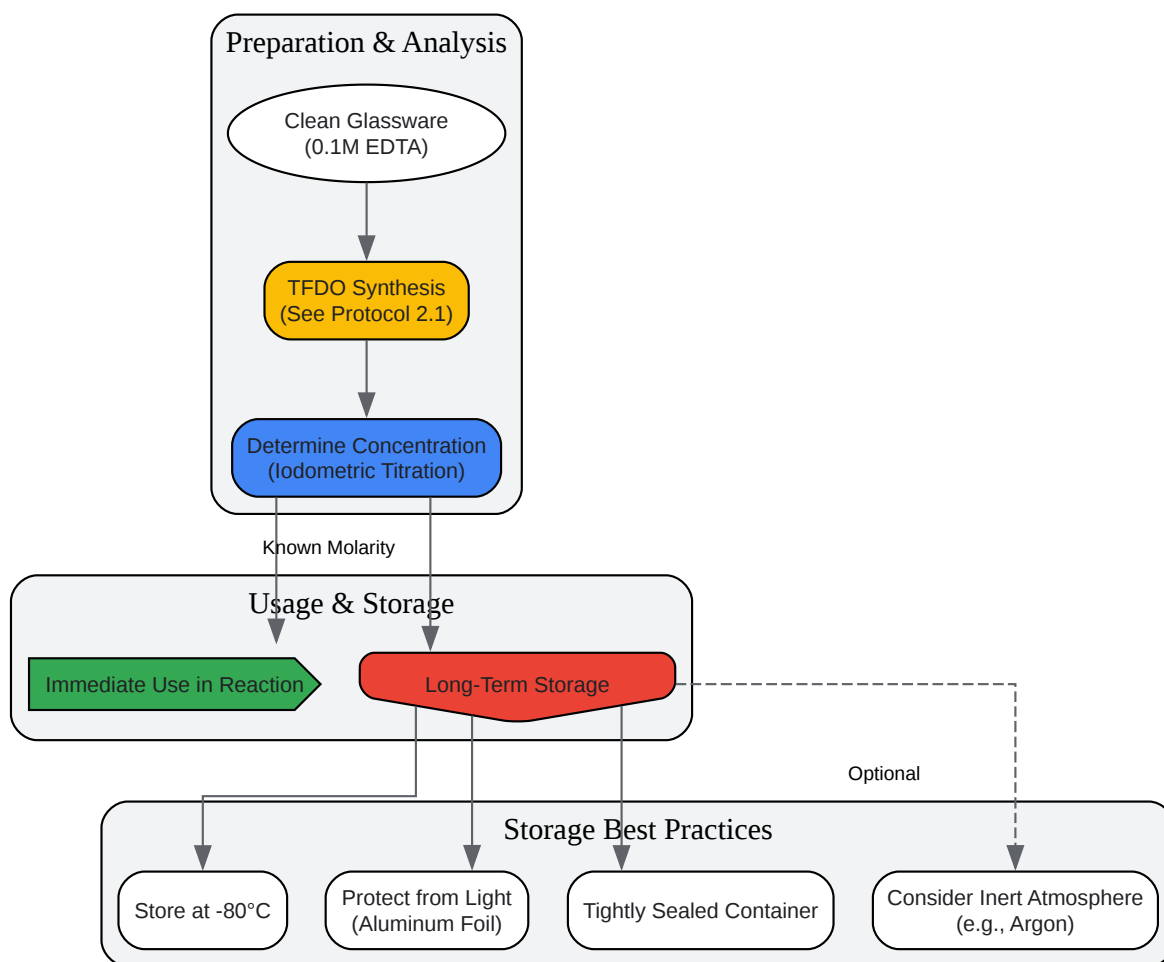 Preparation & Analysis
Clean Glassware
(0.1M EDTA)
TFDO Synthesis
(See Protocol 2.1)
Determine Concentration
(Iodometric Titration)
Known Molarity
Usage & Storage
Immediate Use in Reaction
Long-Term Storage
Optional
Storage Best Practices
Store at -80°C
Protect from Light
(Aluminum Foil)
Tightly Sealed Container
Consider Inert Atmosphere
(e.g., Argon)